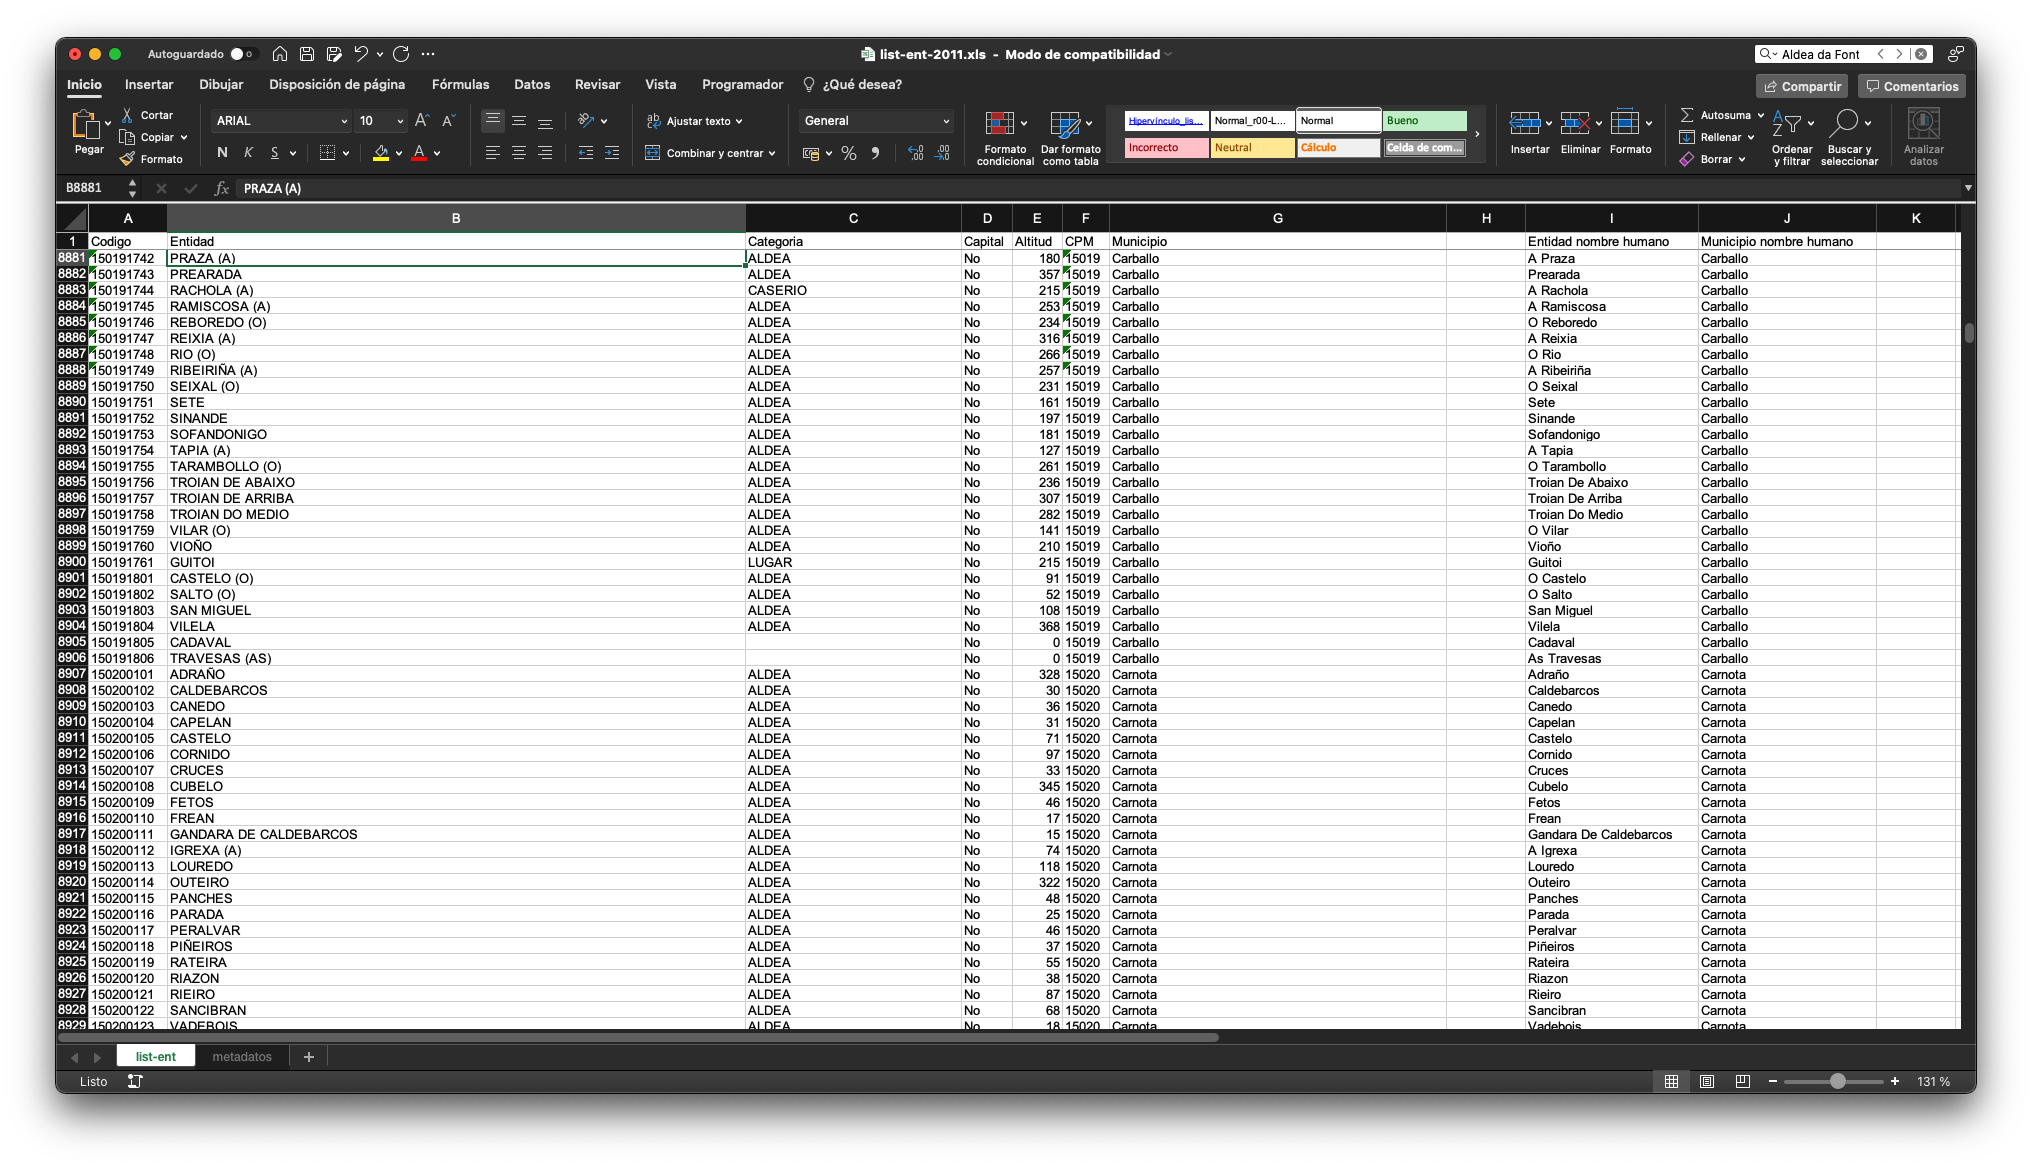 Autoguardado
list-ent-2011.xls - Modo de compatibilidad
Aldea da Font
Inicio Insertar Dibujar Disposición de página Fórmulas Datos Revisar Vista Programador ¿Qué desea?
Compartir Comentarios
Pegar
Cortar
Copiar
Formato
ARIAL 10
N K S
Ajustar texto
Combinar y centrar
General
Formato condicional
Dar formato como tabla
Hipervínculo_lis... Normal_r00-L... Normal Bueno
Incorrecto Neutral Cálculo Celda de com...
Insertar Eliminar Formato
Autosuma
Rellenar
Borrar
Ordenar y filtrar
Buscar y seleccionar
Analizar datos
B8881 fx PRAZA (A)
A B C D E F G H I J K
1 Codigo Entidad Categoria Capital Altitud CPM Municipio Entidad nombre humano Municipio nombre humano
8881 150191742 PRAZA (A) ALDEA No 180 15019 Carballo A Praza Carballo
8882 150191743 PREARADA ALDEA No 357 15019 Carballo Prearada Carballo
8883 150191744 RACHOLA (A) CASERIO No 215 15019 Carballo A Rachola Carballo
8884 150191745 RAMISCOSA (A) ALDEA No 253 15019 Carballo A Ramiscosa Carballo
8885 150191746 REBOREDO (O) ALDEA No 234 15019 Carballo O Reboredo Carballo
8886 150191747 REIXIA (A) ALDEA No 316 15019 Carballo A Reixia Carballo
8887 150191748 RIO (O) ALDEA No 266 15019 Carballo O Rio Carballo
8888 150191749 RIBEIRIÑA (A) ALDEA No 257 15019 Carballo A Ribeiriña Carballo
8889 150191750 SEIXAL (O) ALDEA No 231 15019 Carballo O Seixal Carballo
8890 150191751 SETE ALDEA No 161 15019 Carballo Sete Carballo
8891 150191752 SINANDE ALDEA No 197 15019 Carballo Sinande Carballo
8892 150191753 SOFANDONIGO ALDEA No 181 15019 Carballo Sofandonigo Carballo
8893 150191754 TAPIA (A) ALDEA No 127 15019 Carballo A Tapia Carballo
8894 150191755 TARAMBOLLO (O) ALDEA No 261 15019 Carballo O Tarambollo Carballo
8895 150191756 TROIAN DE ABAIXO ALDEA No 236 15019 Carballo Troian De Abaixo Carballo
8896 150191757 TROIAN DE ARRIBA ALDEA No 307 15019 Carballo Troian De Arriba Carballo
8897 150191758 TROIAN DO MEDIO ALDEA No 282 15019 Carballo Troian Do Medio Carballo
8898 150191759 VILAR (O) ALDEA No 141 15019 Carballo O Vilar Carballo
8899 150191760 VIOÑO ALDEA No 210 15019 Carballo Vioño Carballo
8900 150191761 GUITOI LUGAR No 215 15019 Carballo Guitoi Carballo
8901 150191801 CASTELO (O) ALDEA No 91 15019 Carballo O Castelo Carballo
8902 150191802 SALTO (O) ALDEA No 52 15019 Carballo O Salto Carballo
8903 150191803 SAN MIGUEL ALDEA No 108 15019 Carballo San Miguel Carballo
8904 150191804 VILELA ALDEA No 368 15019 Carballo Vilela Carballo
8905 150191805 CADAVAL No 0 15019 Carballo Cadaval Carballo
8906 150191806 TRAVESAS (AS) No 0 15019 Carballo As Travesas Carballo
8907 150200101 ADRAÑO ALDEA No 328 15020 Carnota Adraño Carnota
8908 150200102 CALDEBARCOS ALDEA No 30 15020 Carnota Caldebarcos Carnota
8909 150200103 CANEDO ALDEA No 36 15020 Carnota Canedo Carnota
8910 150200104 CAPELAN ALDEA No 31 15020 Carnota Capelan Carnota
8911 150200105 CASTELO ALDEA No 71 15020 Carnota Castelo Carnota
8912 150200106 CORNIDO ALDEA No 97 15020 Carnota Cornido Carnota
8913 150200107 CRUCES ALDEA No 33 15020 Carnota Cruces Carnota
8914 150200108 CUBELO ALDEA No 345 15020 Carnota Cubelo Carnota
8915 150200109 FETOS ALDEA No 46 15020 Carnota Fetos Carnota
8916 150200110 FREAN ALDEA No 17 15020 Carnota Frean Carnota
8917 150200111 GANDARA DE CALDEBARCOS ALDEA No 15 15020 Carnota Gandara De Caldebarcos Carnota
8918 150200112 IGREXA (A) ALDEA No 74 15020 Carnota A Igrexa Carnota
8919 150200113 LOUREDO ALDEA No 118 15020 Carnota Louredo Carnota
8920 150200114 OUTEIRO ALDEA No 322 15020 Carnota Outeiro Carnota
8921 150200115 PANCHES ALDEA No 48 15020 Carnota Panches Carnota
8922 150200116 PARADA ALDEA No 25 15020 Carnota Parada Carnota
8923 150200117 PERALVAR ALDEA No 46 15020 Carnota Peralvar Carnota
8924 150200118 PIÑEIROS ALDEA No 37 15020 Carnota Piñeiros Carnota
8925 150200119 RATEIRA ALDEA No 55 15020 Carnota Rateira Carnota
8926 150200120 RIAZON ALDEA No 38 15020 Carnota Riazon Carnota
8927 150200121 RIEIRO ALDEA No 87 15020 Carnota Rieiro Carnota
8928 150200122 SANCIBRAN ALDEA No 68 15020 Carnota Sancibran Carnota
8929 150200123 VADEBOIS ALDEA No 18 15020 Carnota Vadebois Carnota
list-ent metadatos +
Listo 131 %